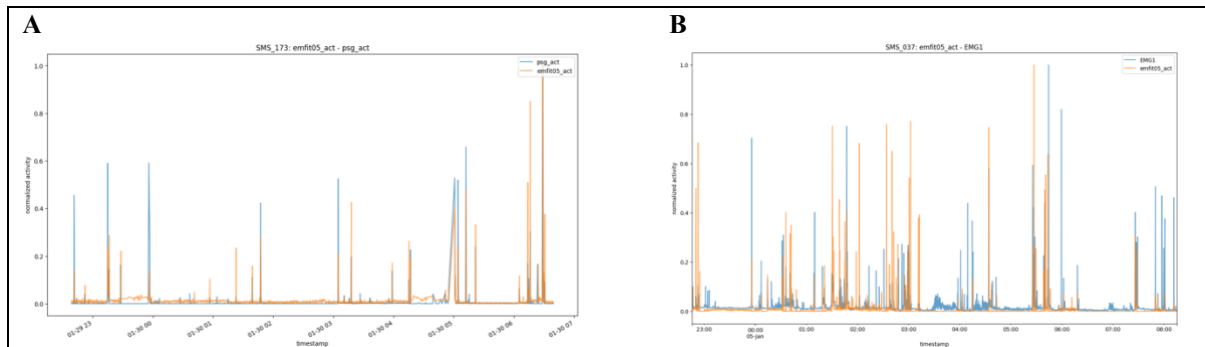 A
SMS_173: emfit05_act - psg_act
psg_act
emfit05_act
normalized activity
1.0
0.8
0.6
0.4
0.2
0.0
01-29 23
01-30 00
01-30 01
01-30 02
01-30 03
01-30 04
01-30 05
01-30 06
01-30 07
timestamp
B
SMS_037: emfit05_act - EMG1
EMG1
emfit05_act
normalized activity
1.0
0.8
0.6
0.4
0.2
0.0
23:00
00:00
05-Jan
01:00
02:00
03:00
04:00
05:00
06:00
07:00
08:00
timestamp